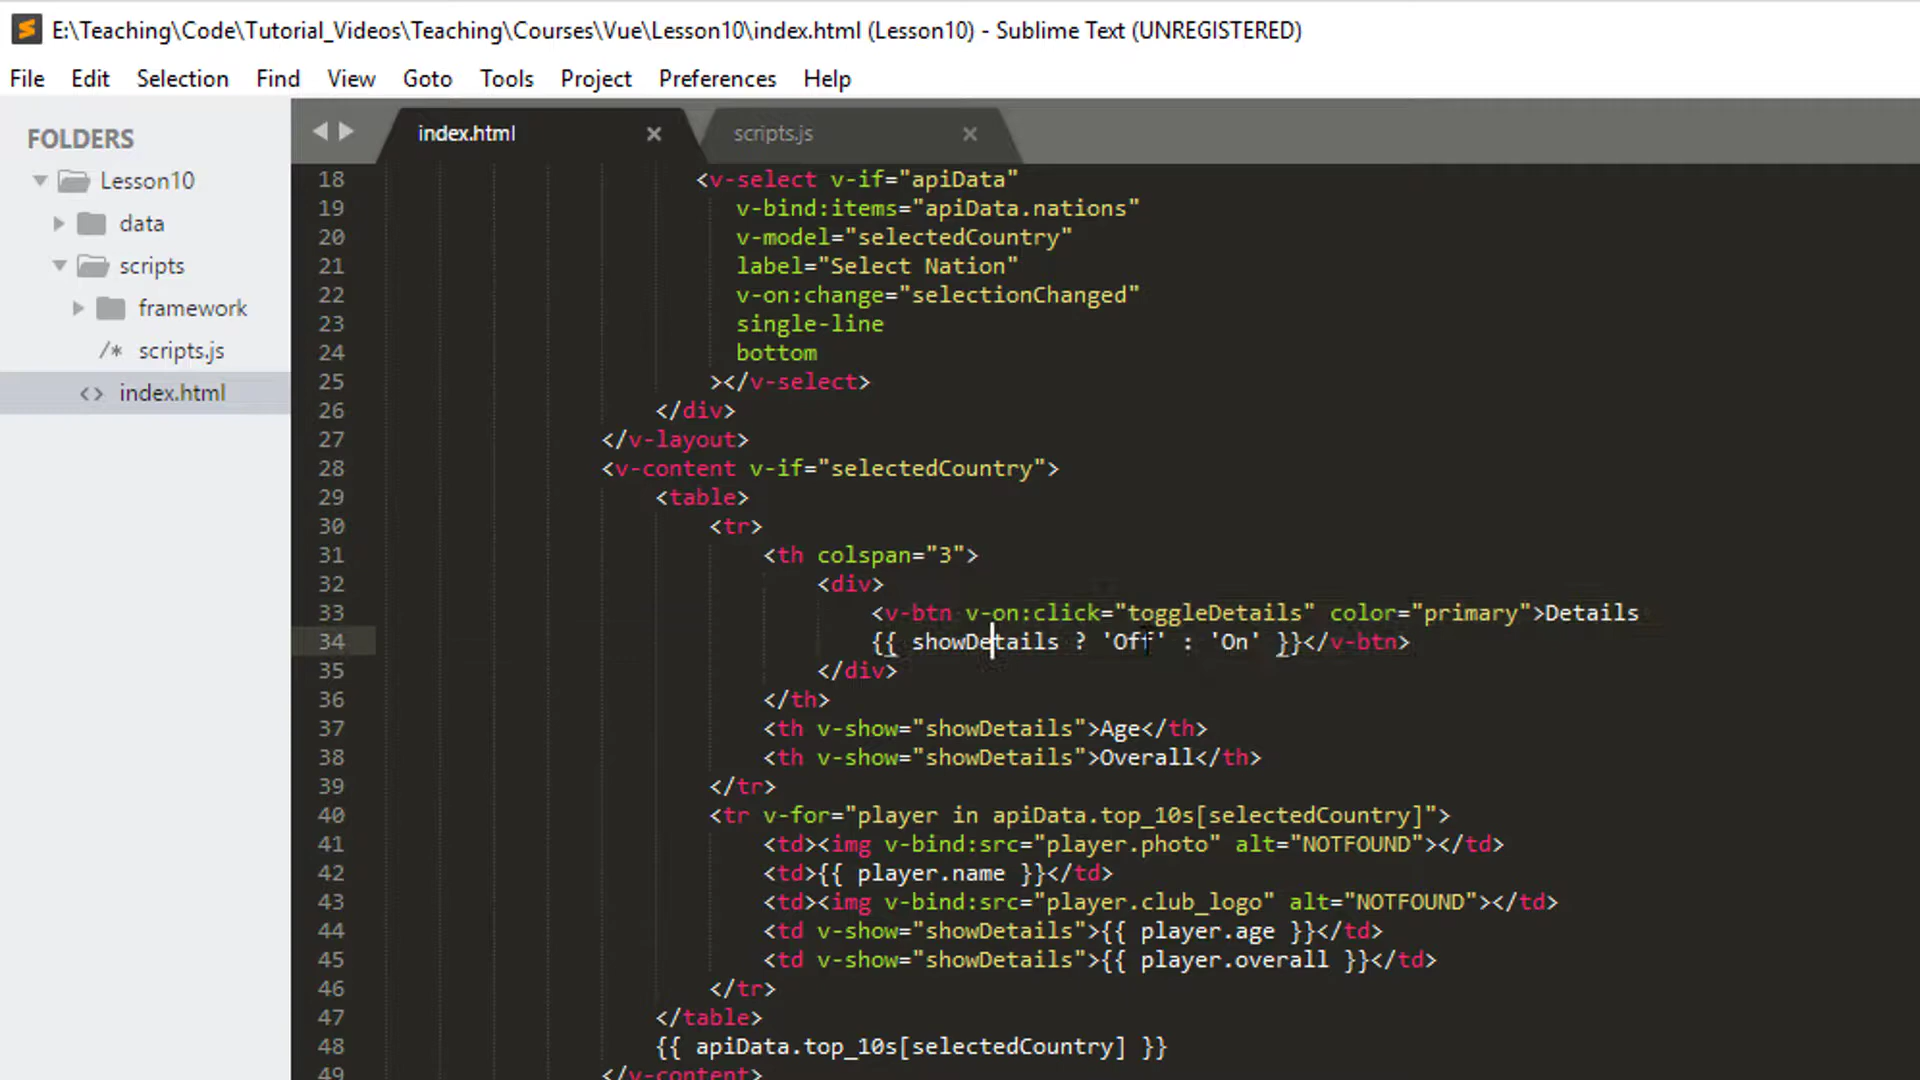 E:\Teaching\Code\Tutorial_Videos\Teaching\Courses\Vue\Lesson10\index.html (Lesson10) - Sublime Text (UNREGISTERED)
File Edit Selection Find View Goto Tools Project Preferences Help
FOLDERS
Lesson10
data
scripts
framework
/* scripts.js
<> index.html
index.html × scripts.js ×
18 <v-select v-if="apiData"
19 v-bind:items="apiData.nations"
20 v-model="selectedCountry"
21 label="Select Nation"
22 v-on:change="selectionChanged"
23 single-line
24 bottom
25 ></v-select>
26 </div>
27 </v-layout>
28 <v-content v-if="selectedCountry">
29 <table>
30 <tr>
31 <th colspan="3">
32 <div>
33 <v-btn v-on:click="toggleDetails" color="primary">Details
34 {{ showDetails ? 'Off' : 'On' }}</v-btn>
35 </div>
36 </th>
37 <th v-show="showDetails">Age</th>
38 <th v-show="showDetails">Overall</th>
39 </tr>
40 <tr v-for="player in apiData.top_10s[selectedCountry]">
41 <td><img v-bind:src="player.photo" alt="NOTFOUND"></td>
42 <td>{{ player.name }}</td>
43 <td><img v-bind:src="player.club_logo" alt="NOTFOUND"></td>
44 <td v-show="showDetails">{{ player.age }}</td>
45 <td v-show="showDetails">{{ player.overall }}</td>
46 </tr>
47 </table>
48 {{ apiData.top_10s[selectedCountry] }}
49 </v-content>